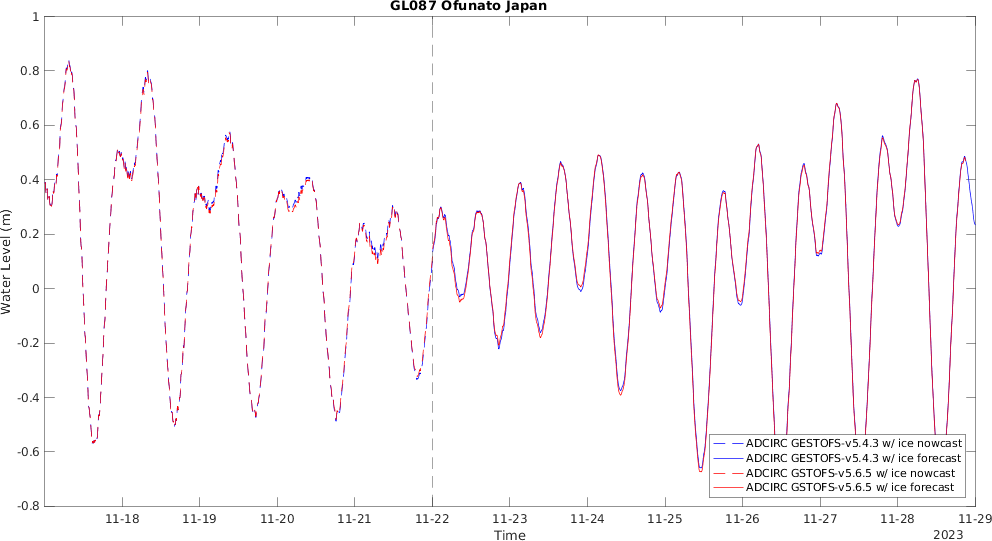 GL087 Ofunato Japan
1
0.8
0.6
0.4
0.2
0
-0.2
-0.4
-0.6
-0.8
Water Level (m)
ADCIRC GESTOFS-v5.4.3 w/ ice nowcast
ADCIRC GESTOFS-v5.4.3 w/ ice forecast
ADCIRC GSTOFS-v5.6.5 w/ ice nowcast
ADCIRC GSTOFS-v5.6.5 w/ ice forecast
11-18 11-19 11-20 11-21 11-22 11-23 11-24 11-25 11-26 11-27 11-28 11-29
Time
2023